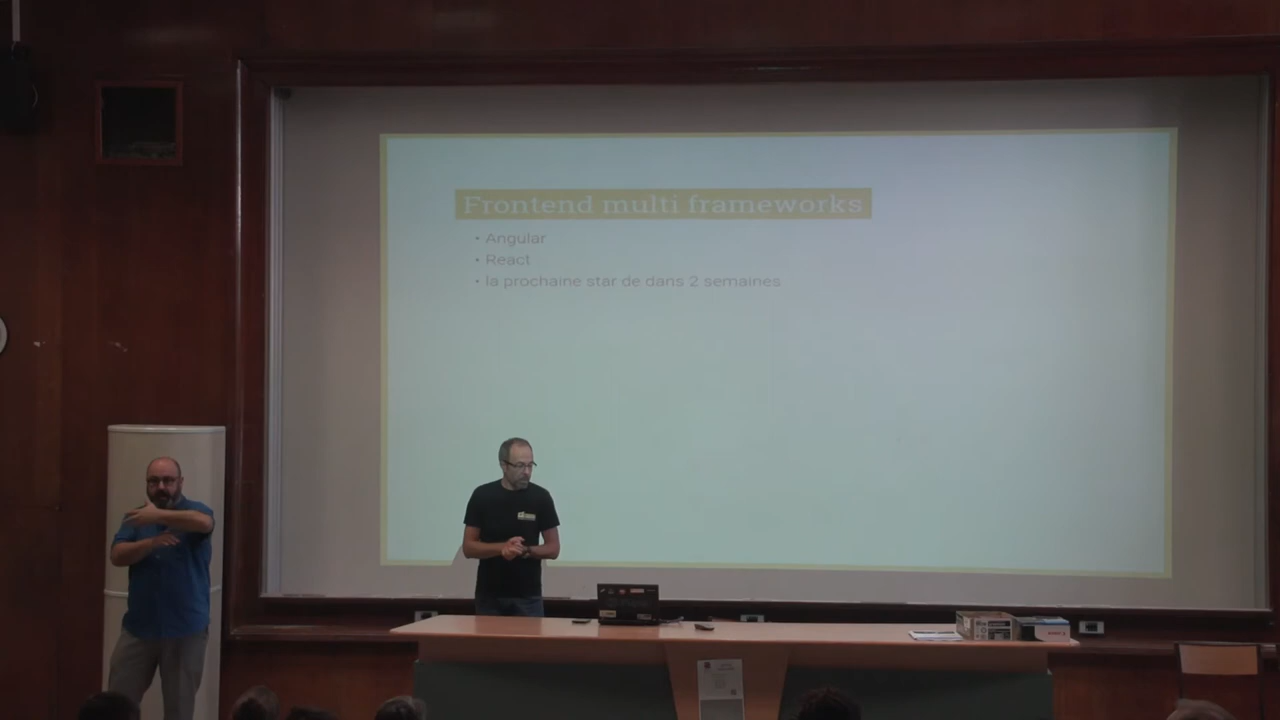 Frontend multi frameworks
• Angular
• React
• la prochaine star de dans 2 semaines